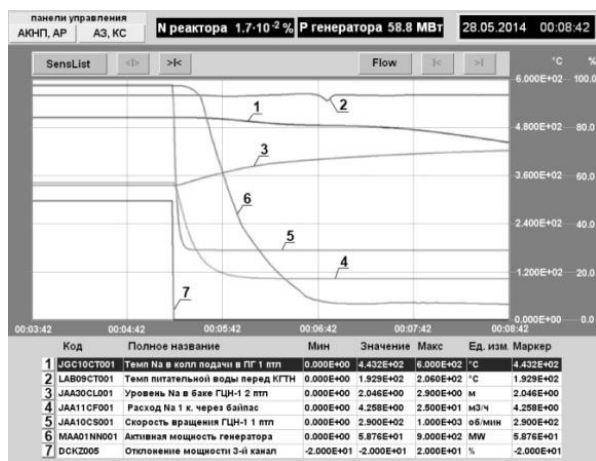 панели управления
АКНП, АР АЗ, КС N реактора 1.7·10⁻² % P генератора 58.8 МВт 28.05.2014 00:08:42
SensList <|> >|< Flow |< >| °C %
6.000E+02 100.0
1 2
4.800E+02 80.0
3
3.600E+02 60.0
6
5
2.400E+02 40.0
4
1.200E+02 20.0
7
0.000E+00 0.0
00:03:42 00:04:42 00:05:42 00:06:42 00:07:42 00:08:42
Код Полное название Мин Значение Макс Ед. изм. Маркер
1 JGC10CT001 Темп Na в колл подачи в ПГ 1 птл 0.000E+00 4.432E+02 6.000E+02 °C 4.432E+02
2 LAB09CT001 Темп питательной воды перед КГТН 0.000E+00 1.929E+02 2.060E+02 °C 1.929E+02
3 JAA30CL001 Уровень Na в баке ГЦН-1 2 птл 0.000E+00 2.046E+00 2.900E+00 м 2.046E+00
4 JAA11CF001 Расход Na 1 к. через байпас 0.000E+00 4.258E+00 2.500E+01 м3/ч 4.258E+00
5 JAA10CS001 Скорость вращения ГЦН-1 1 птл 0.000E+00 2.900E+02 1.000E+03 об/мин 2.900E+02
6 MAA01NN001 Активная мощность генератора 0.000E+00 5.876E+01 9.000E+02 MW 5.876E+01
7 DCKZ005 Отклонение мощности 3-й канал -2.000E+01 -2.000E+01 2.000E+01 % -2.000E+01